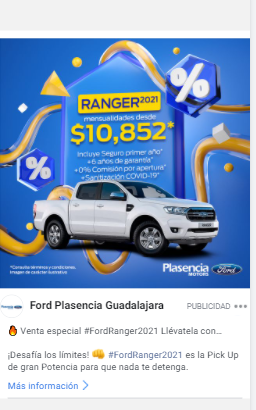 RANGER2021
mensualidades desde
$10,852*
Incluye Seguro primer año*
+6 años de garantía*
+0% Comisión por apertura*
+Sanitización COVID-19*
%
%
*Consulta términos y condiciones.
Imagen de carácter ilustrativo
Plasencia
MOTORS
Ford
Ford Plasencia Guadalajara
PUBLICIDAD
🔥 Venta especial #FordRanger2021 Llévatela con...
¡Desafía los límites! 👊 #FordRanger2021 es la Pick Up
de gran Potencia para que nada te detenga.
Más información >